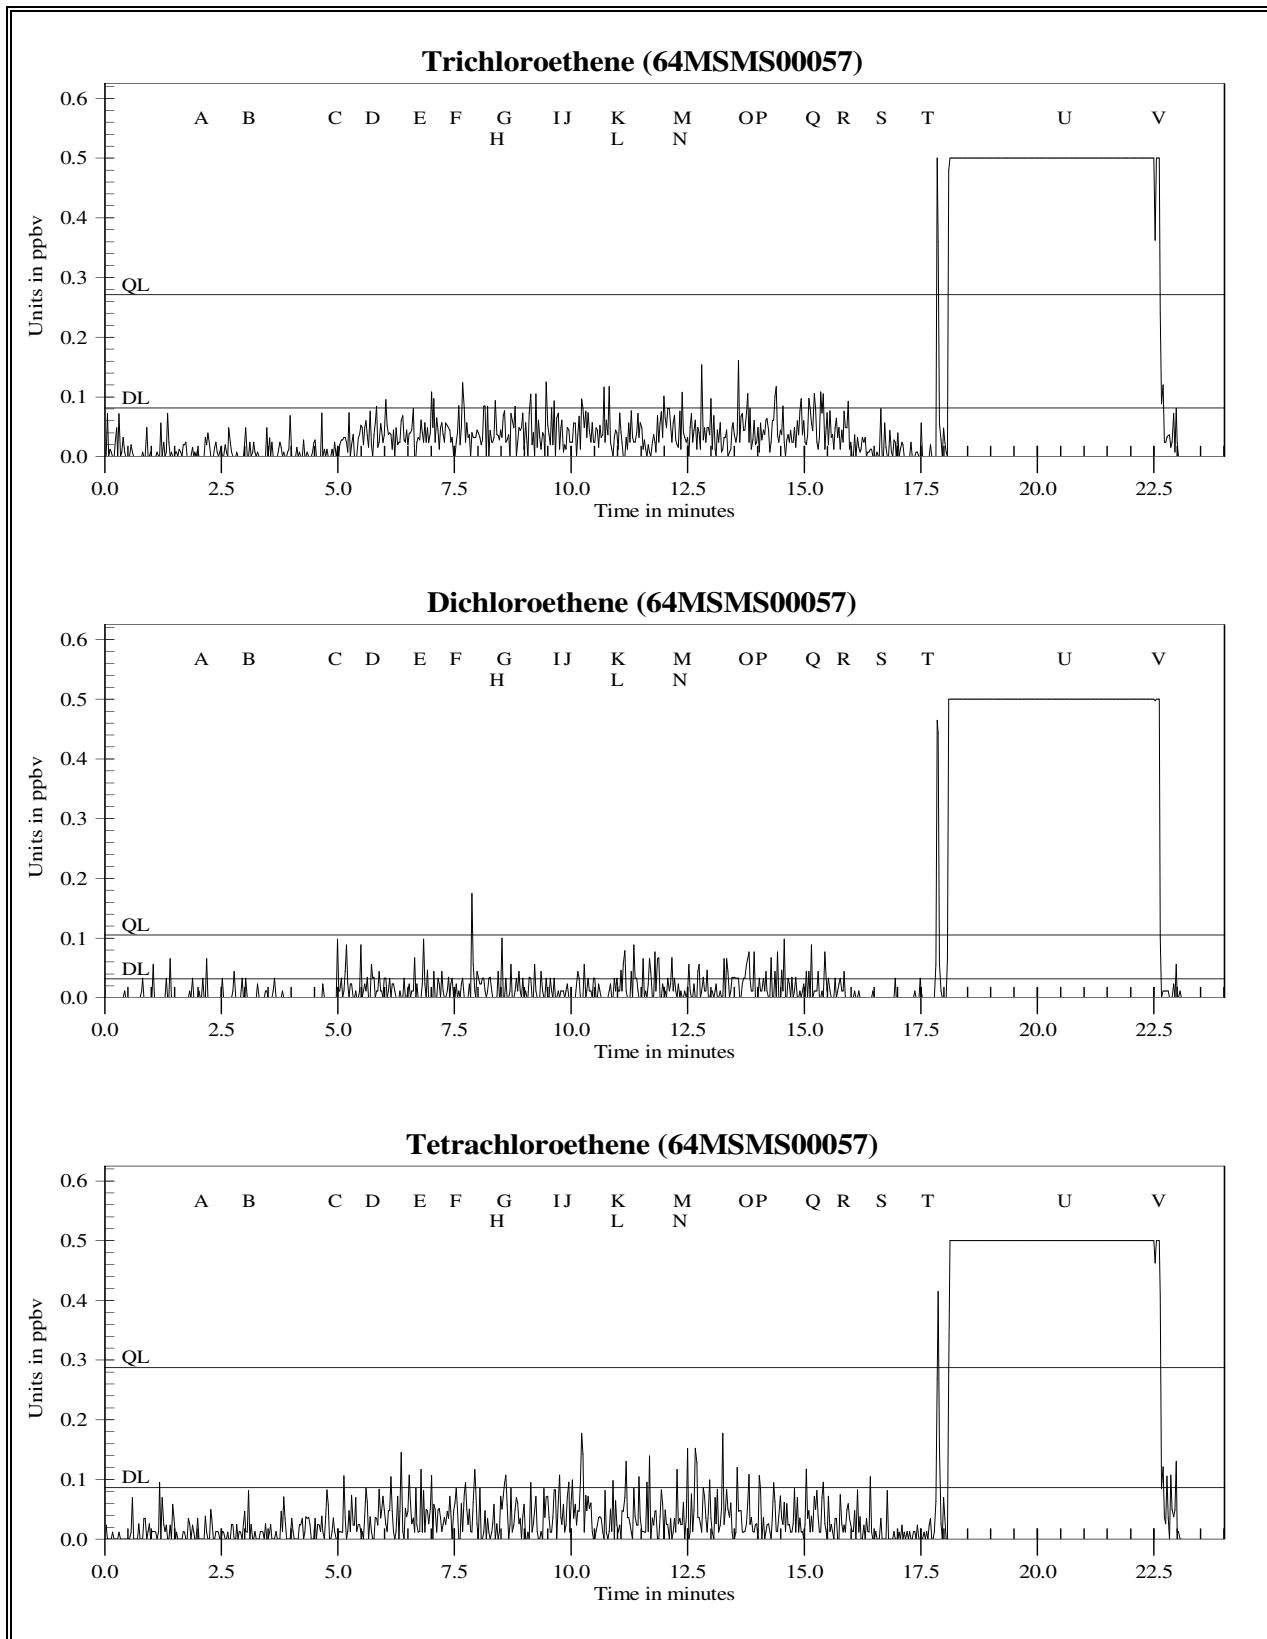 Trichloroethene (64MSMS00057)
0.6
A B C D E F G I J K M O P Q R S T U V
H L N
0.5
0.4
Units in ppbv
0.3
QL
0.2
DL
0.1
0.0
0.0 2.5 5.0 7.5 10.0 12.5 15.0 17.5 20.0 22.5
Time in minutes
Dichloroethene (64MSMS00057)
0.6
A B C D E F G I J K M O P Q R S T U V
H L N
0.5
0.4
Units in ppbv
0.3
0.2
QL
0.1
DL
0.0
0.0 2.5 5.0 7.5 10.0 12.5 15.0 17.5 20.0 22.5
Time in minutes
Tetrachloroethene (64MSMS00057)
0.6
A B C D E F G I J K M O P Q R S T U V
H L N
0.5
0.4
Units in ppbv
0.3
QL
0.2
DL
0.1
0.0
0.0 2.5 5.0 7.5 10.0 12.5 15.0 17.5 20.0 22.5
Time in minutes